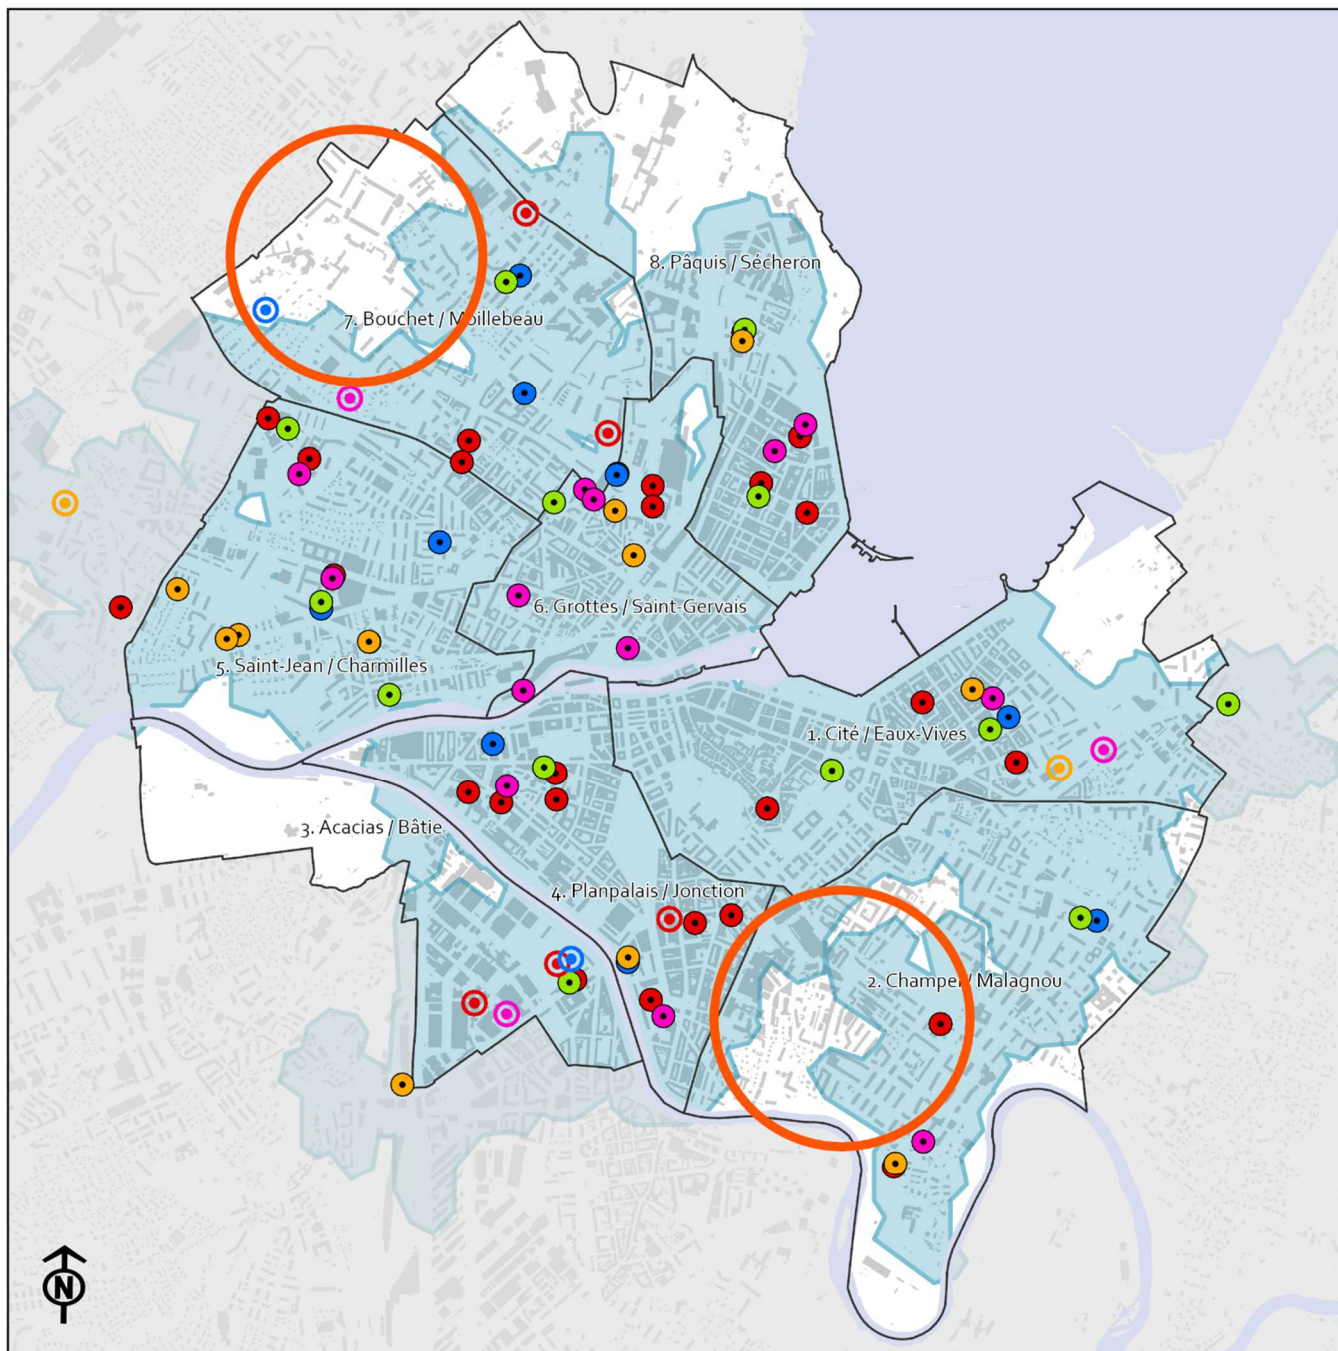 8. Pâquis / Sécheron
7. Bouchet / Moillebeau
6. Grottes / Saint-Gervais
5. Saint-Jean / Charmilles
1. Cité / Eaux-Vives
3. Acacias / Bâtie
4. Planpalais / Jonction
2. Champel / Malagnou
N